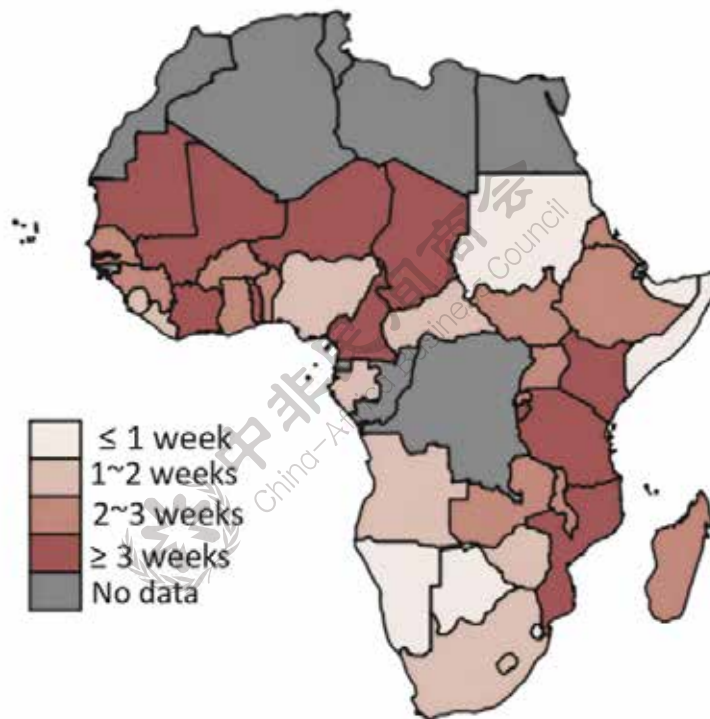 中非民间商会
China-Africa Business Council
≤ 1 week
1~2 weeks
2~3 weeks
≥ 3 weeks
No data